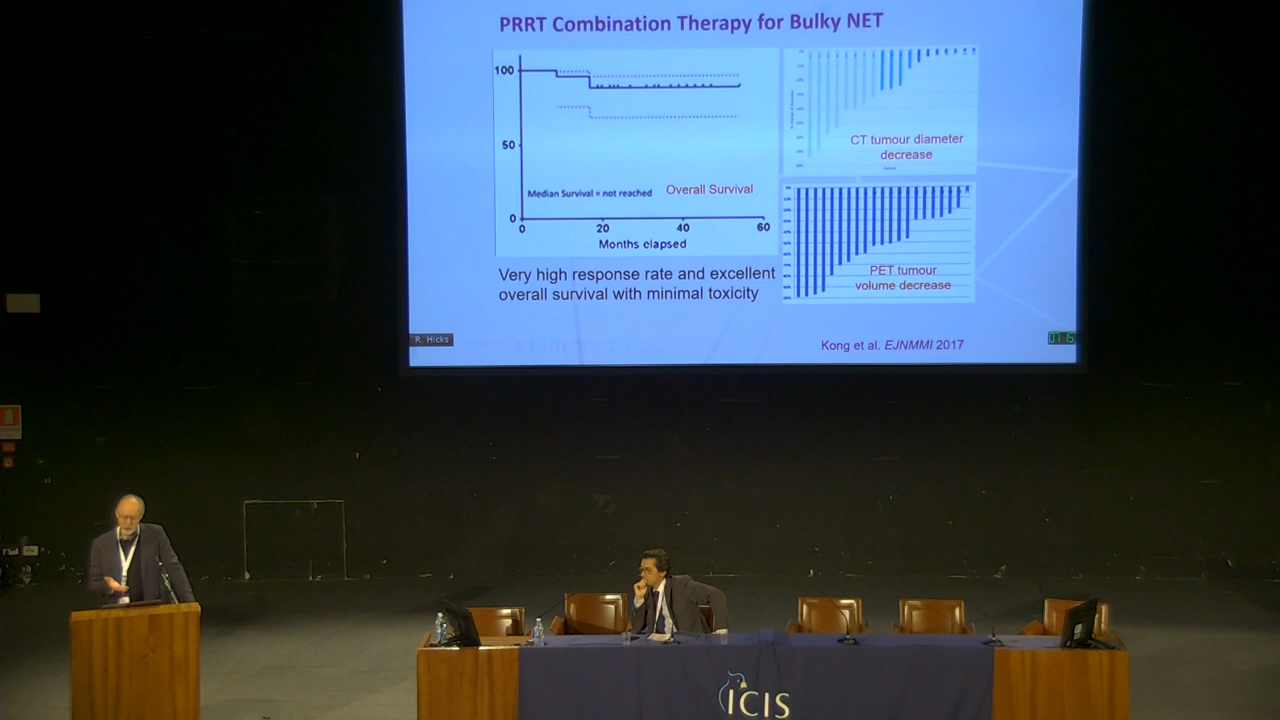 PRRT Combination Therapy for Bulky NET
100
50
0
Median Survival = not reached
Overall Survival
0
20
40
60
Months elapsed
CT tumour diameter
decrease
PET tumour
volume decrease
Very high response rate and excellent
overall survival with minimal toxicity
R. Hicks
Kong et al. EJNMMI 2017
ICIS